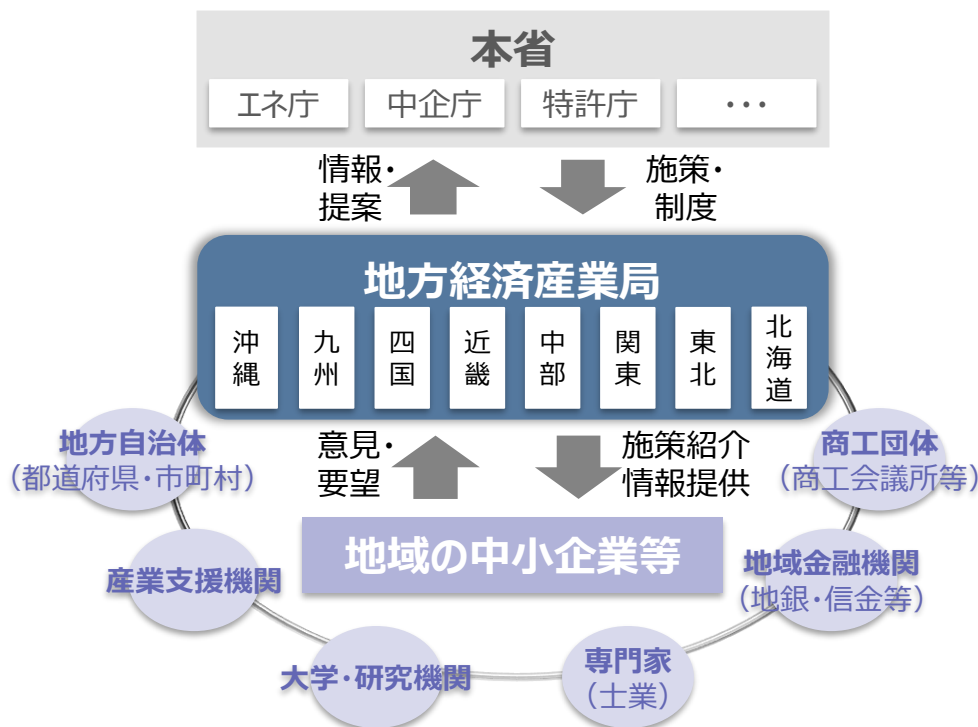 本省
エネ庁
中企庁
特許庁
・・・
情報・
提案
施策・
制度
地方経済産業局
沖縄
九州
四国
近畿
中部
関東
東北
北海道
地方自治体
（都道府県・市町村）
意見・
要望
施策紹介
情報提供
商工団体
（商工会議所等）
地域の中小企業等
産業支援機関
地域金融機関
（地銀・信金等）
大学・研究機関
専門家
（士業）